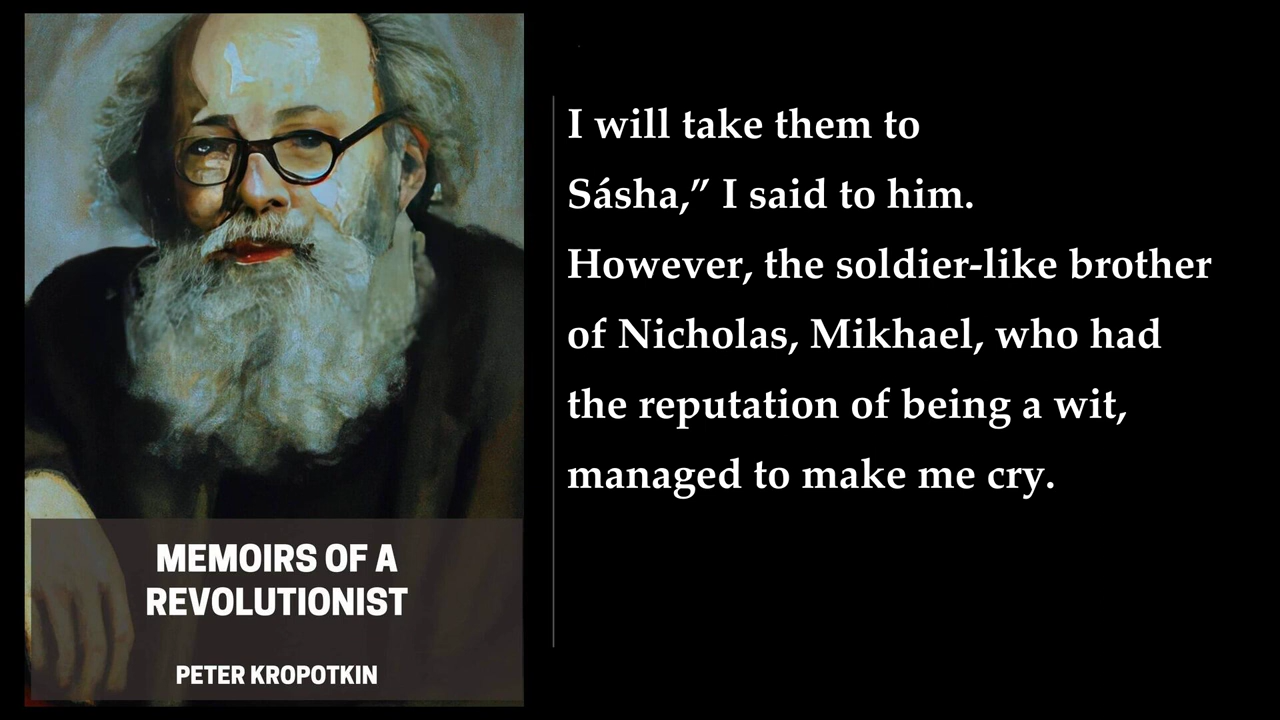 I will take them to
Sásha,” I said to him.
However, the soldier-like brother
of Nicholas, Mikhael, who had
the reputation of being a wit,
managed to make me cry.
MEMOIRS OF A
REVOLUTIONIST
PETER KROPOTKIN